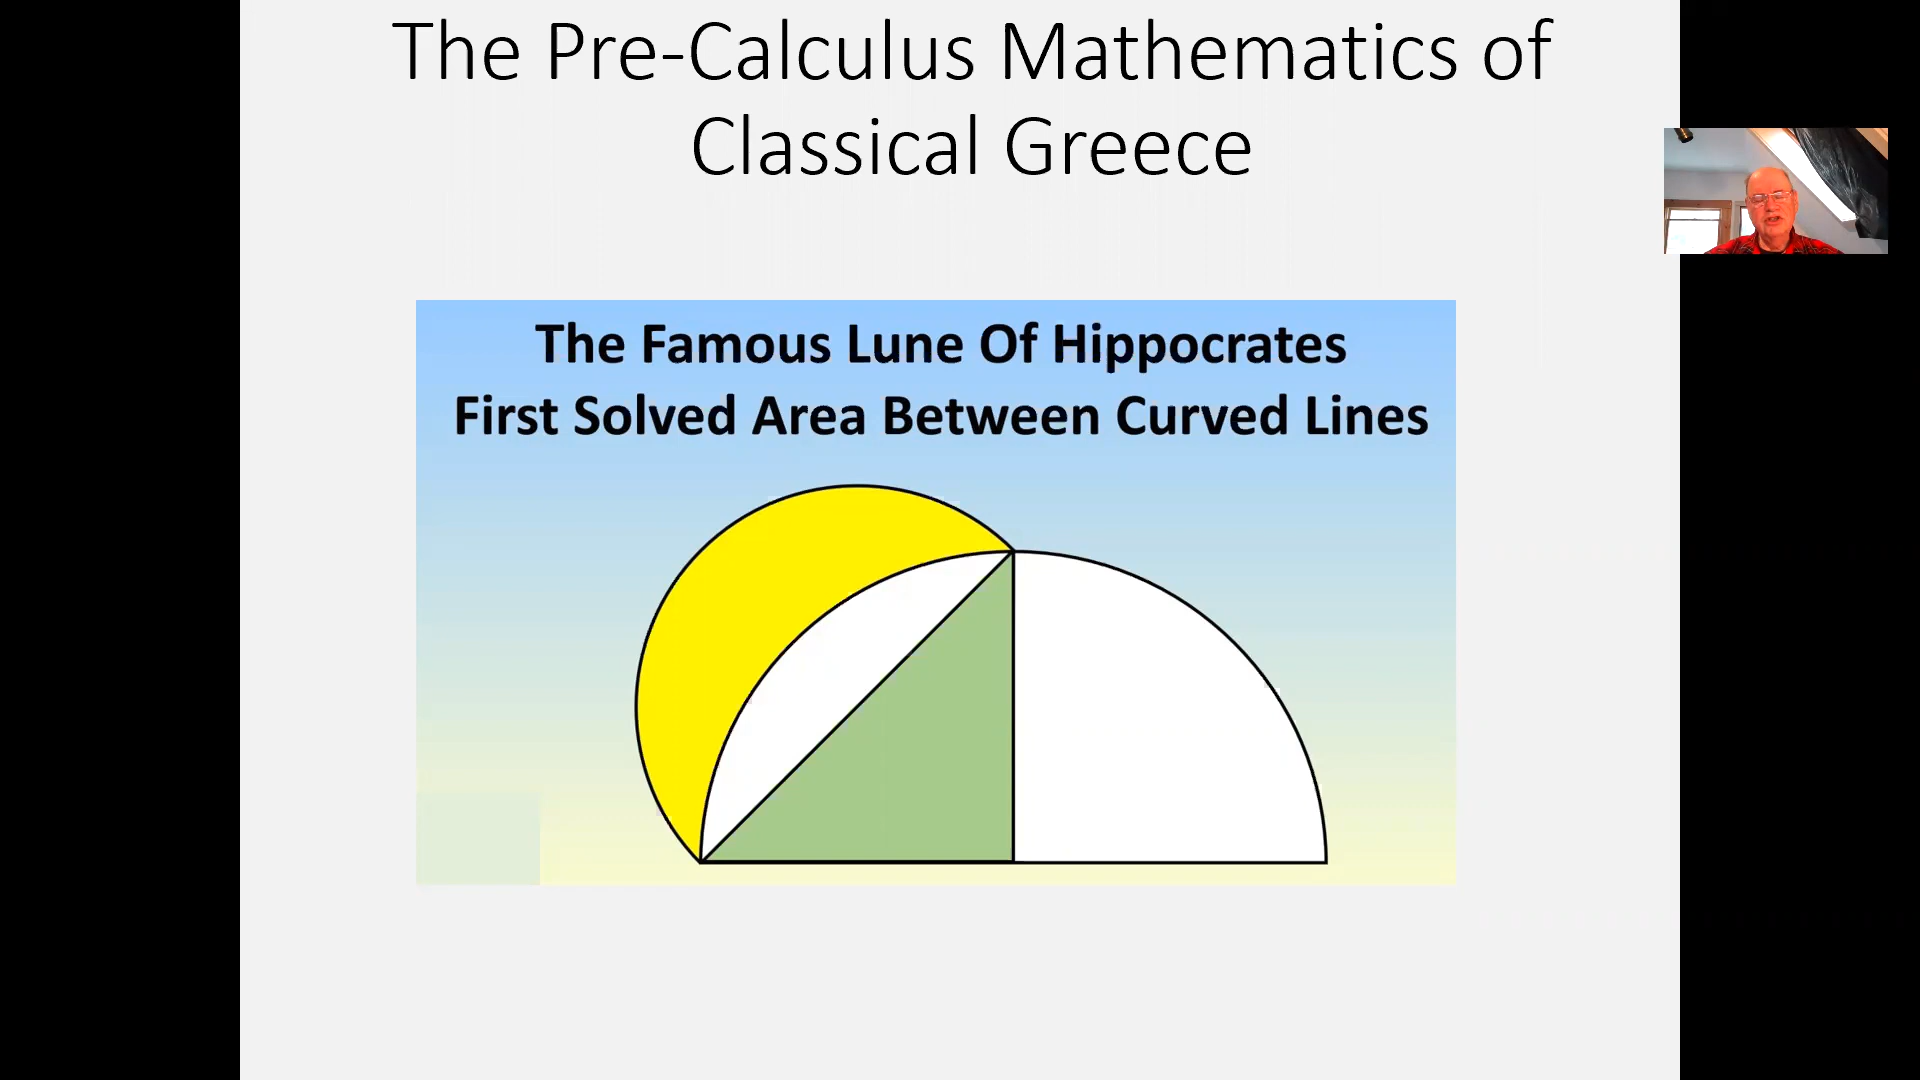 The Pre-Calculus Mathematics of
Classical Greece
The Famous Lune Of Hippocrates
First Solved Area Between Curved Lines